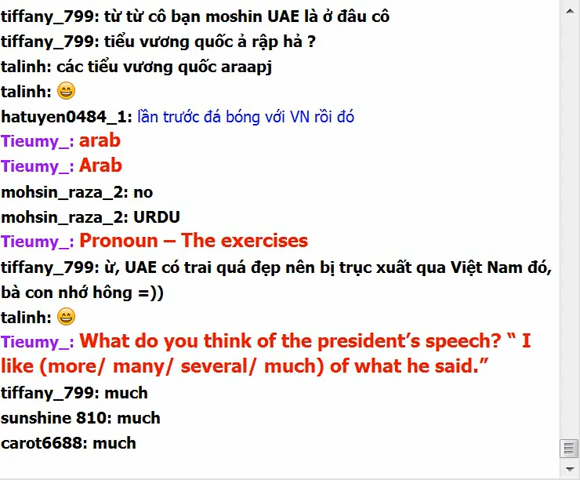 tiffany_799: từ từ cô bạn moshin UAE là ở đâu cô
tiffany_799: tiểu vương quốc ả rập hả ?
talinh: các tiểu vương quốc araapj
talinh: 😄
hatuyen0484_1: lần trước đá bóng với VN rồi đó
Tieumy_: arab
Tieumy_: Arab
mohsin_raza_2: no
mohsin_raza_2: URDU
Tieumy_: Pronoun – The exercises
tiffany_799: ừ, UAE có trai quá đẹp nên bị trục xuất qua Việt Nam đó,
bà con nhớ hông =))
talinh: 😄
Tieumy_: What do you think of the president’s speech? “ I
like (more/ many/ several/ much) of what he said.”
tiffany_799: much
sunshine 810: much
carot6688: much